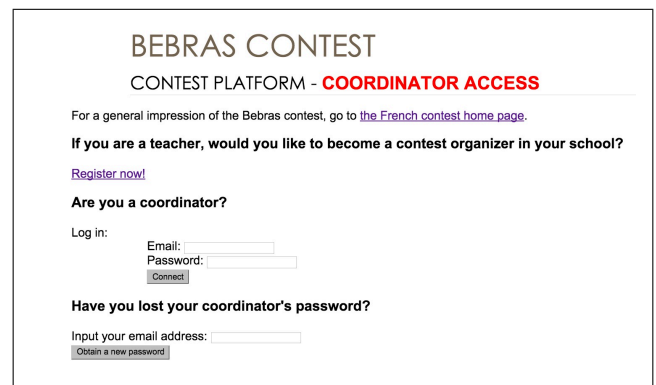 BEBRAS CONTEST
CONTEST PLATFORM - COORDINATOR ACCESS
For a general impression of the Bebras contest, go to the French contest home page.
If you are a teacher, would you like to become a contest organizer in your school?
Register now!
Are you a coordinator?
Log in:
Email:
Password:
Connect
Have you lost your coordinator's password?
Input your email address:
Obtain a new password